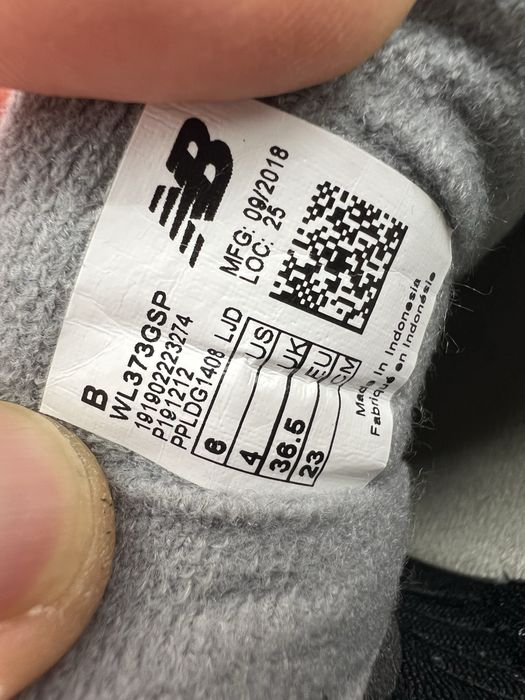 NB
MFG: 09/2018
LOC: 25
B
WL373GSP
191902223274
P191212
PPLDG1408 LJD
6 US
4 UK
36.5 EU
23 CM
Made in Indonesia
Fabriqué en Indonésie